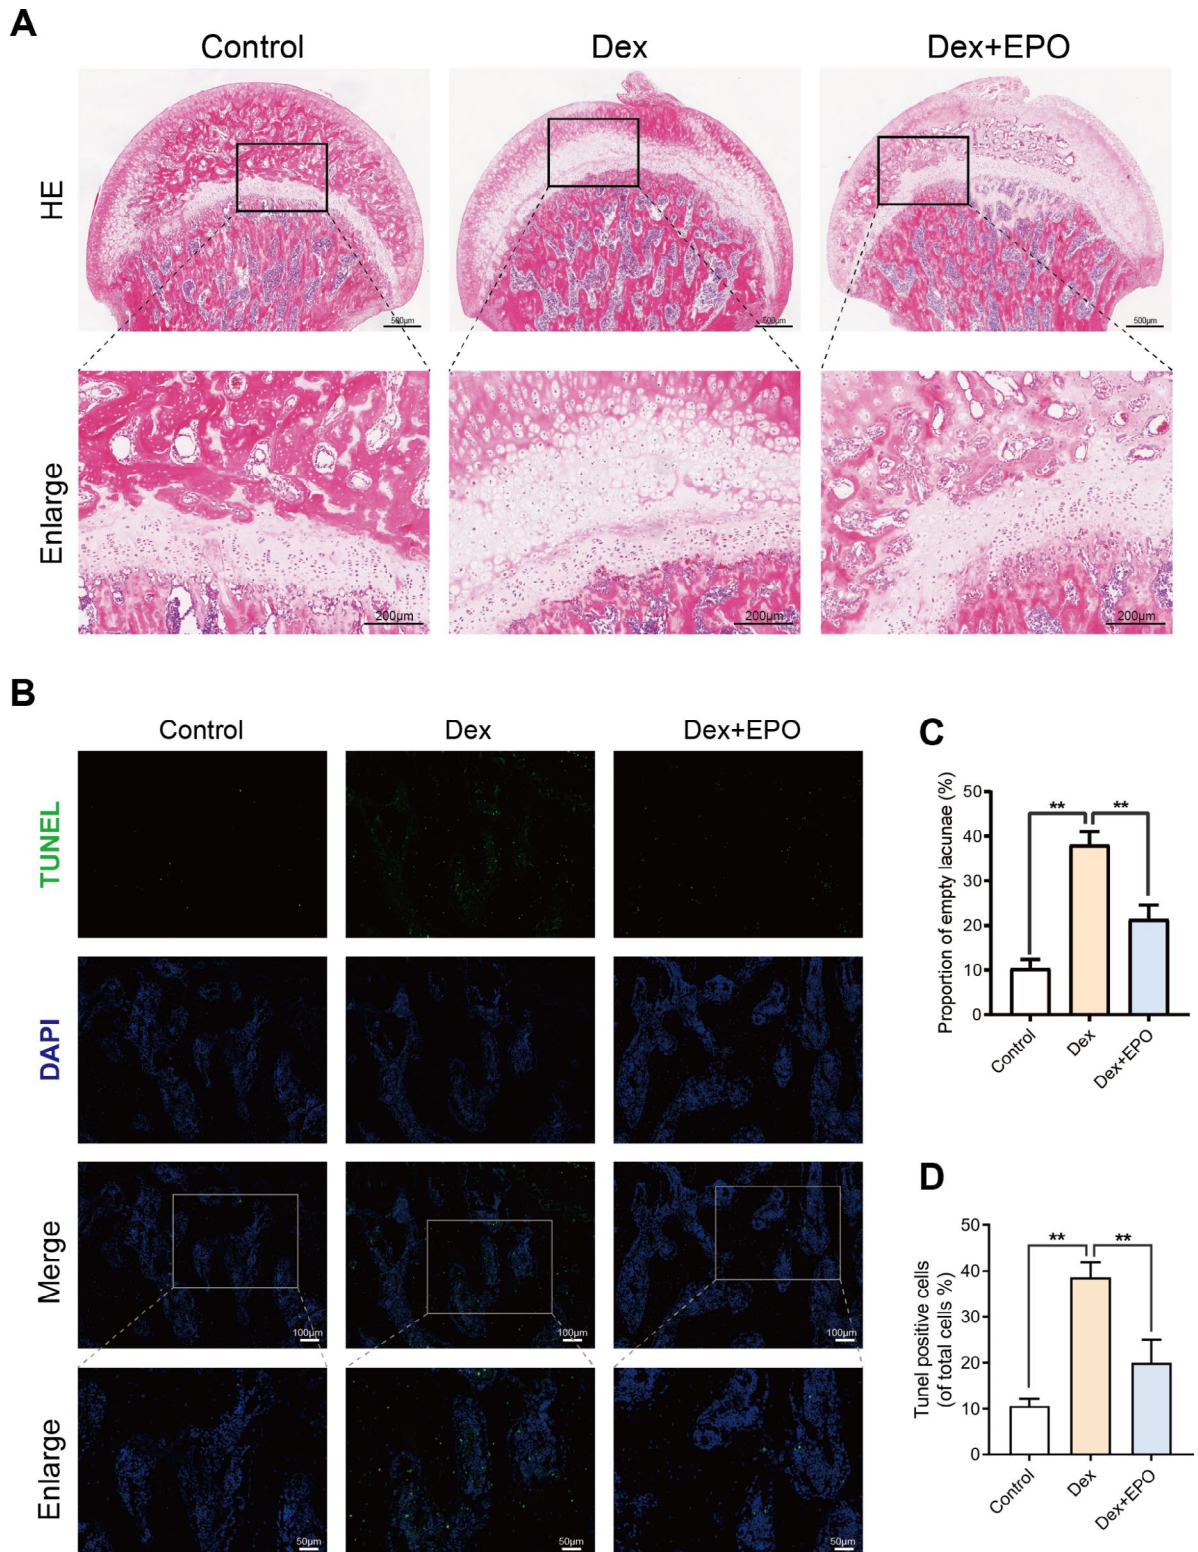 A
Control Dex Dex+EPO
HE
500μm 500μm 500μm
Enlarge
200μm 200μm 200μm
B
Control Dex Dex+EPO
TUNEL
DAPI
Merge
100μm 100μm 100μm
Enlarge
50μm 50μm 50μm
C
Proportion of empty lacunae (%)
50
40
30
20
10
0
** **
Control Dex Dex+EPO
D
Tunel positive cells
(of total cells %)
50
40
30
20
10
0
** **
Control Dex Dex+EPO